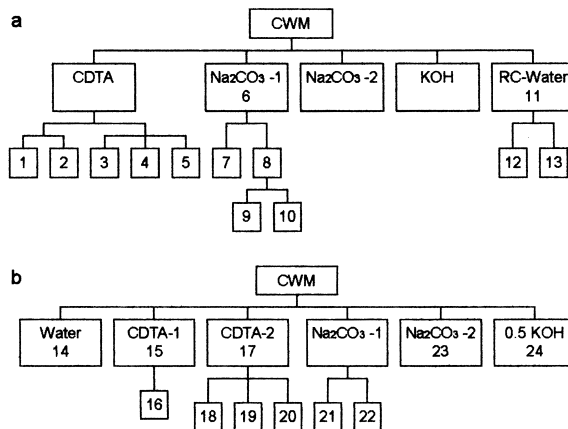 a
CWM
CDTA
Na₂CO₃ -1
6
Na₂CO₃ -2
KOH
RC-Water
11
1 2 3 4 5 7 8 12 13
9 10
b
CWM
Water
14
CDTA-1
15
CDTA-2
17
Na₂CO₃ -1
Na₂CO₃ -2
23
0.5 KOH
24
16
18 19 20 21 22